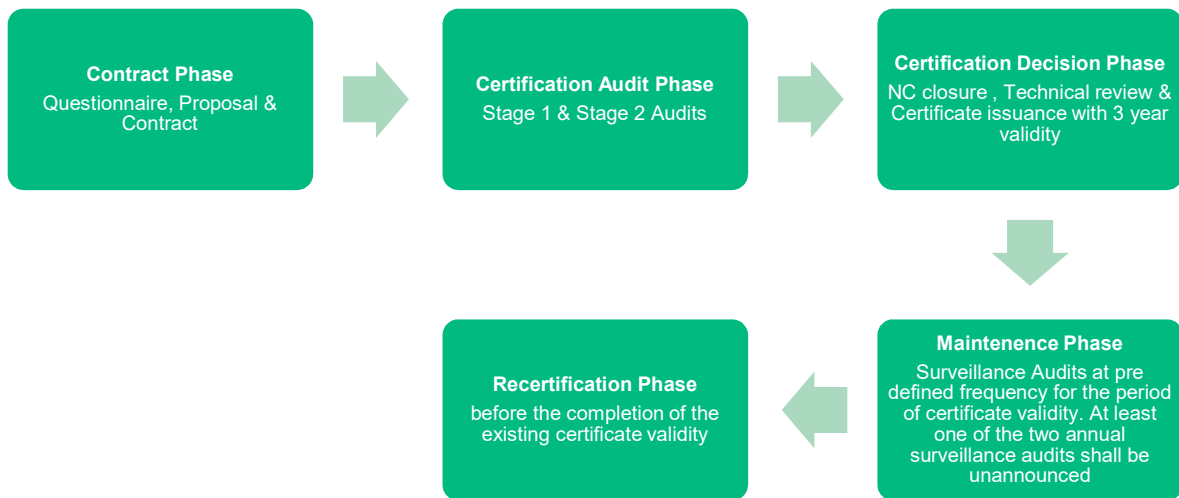 Contract Phase
Questionnaire, Proposal &
Contract
Certification Audit Phase
Stage 1 & Stage 2 Audits
Certification Decision Phase
NC closure , Technical review &
Certificate issuance with 3 year
validity
Maintenence Phase
Surveillance Audits at pre
defined frequency for the period
of certificate validity. At least
one of the two annual
surveillance audits shall be
unannounced
Recertification Phase
before the completion of the
existing certificate validity